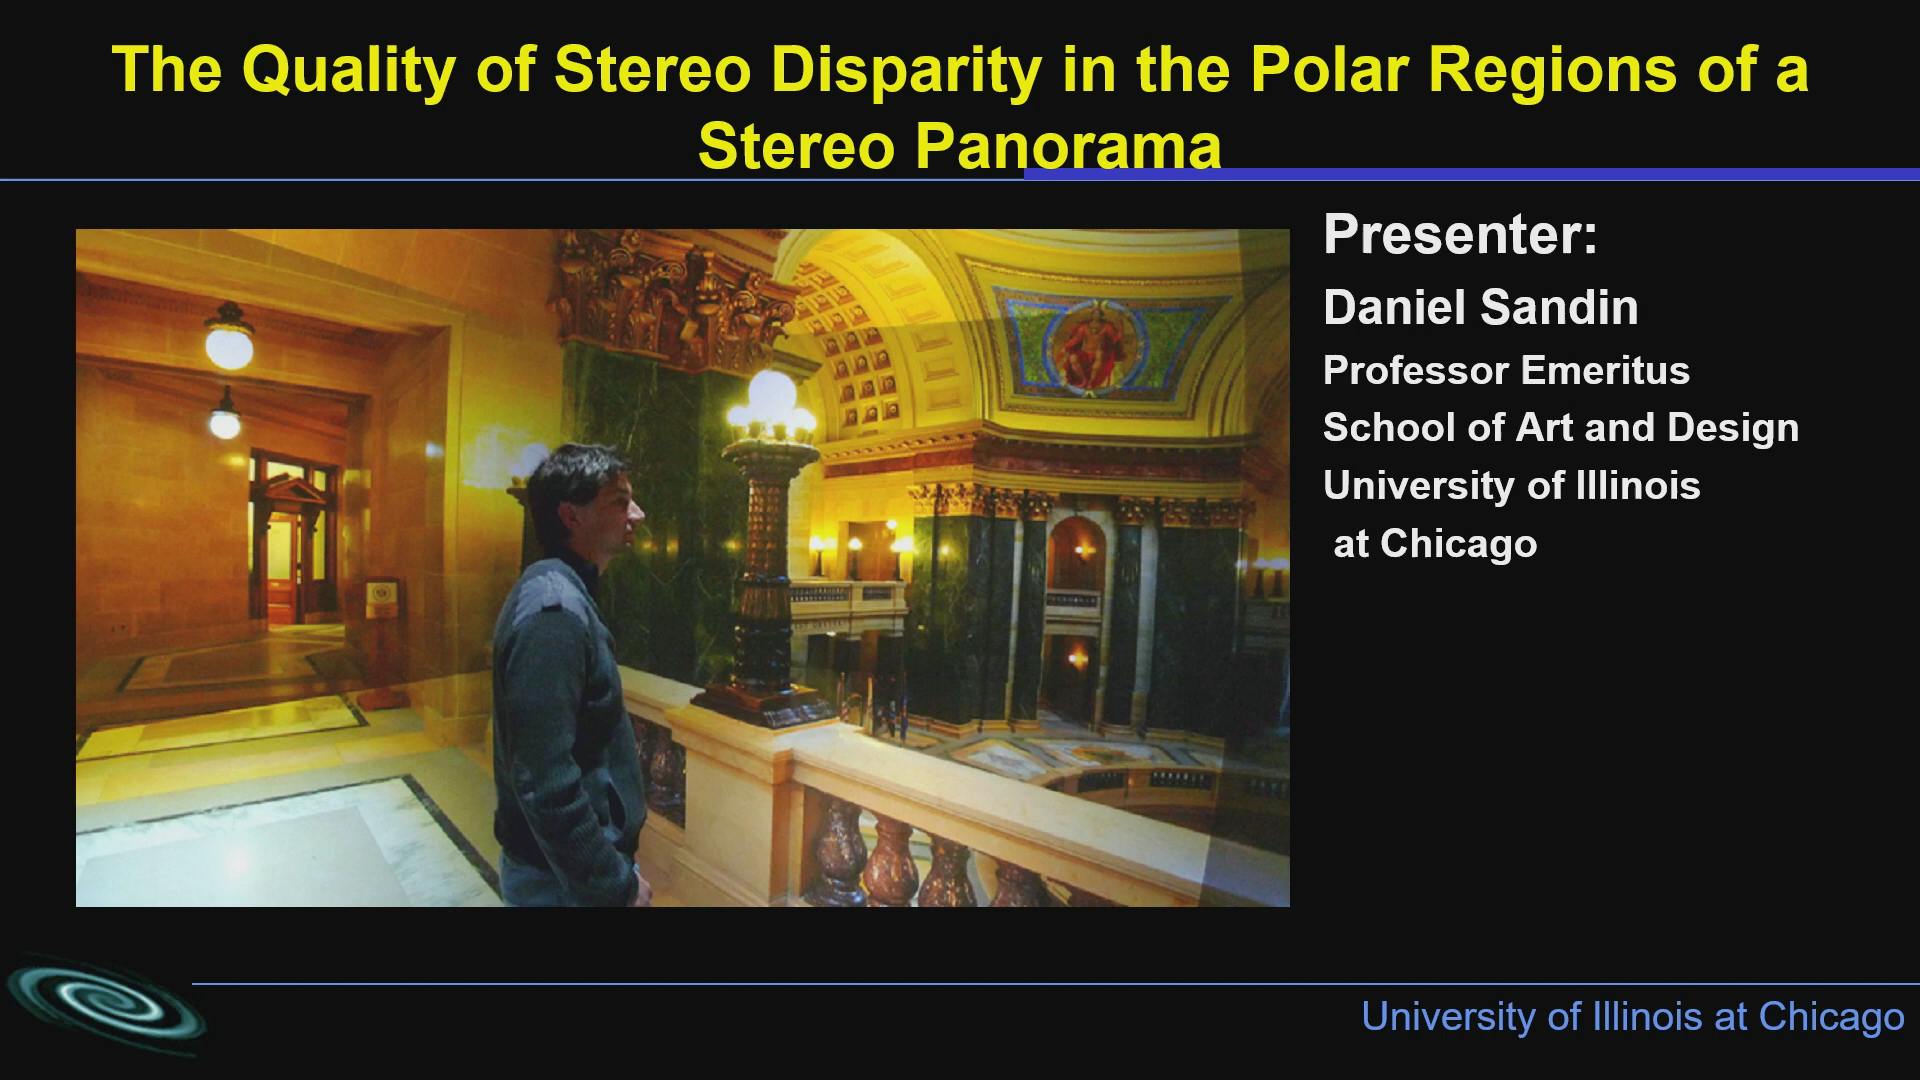 The Quality of Stereo Disparity in the Polar Regions of a
Stereo Panorama
Presenter:
Daniel Sandin
Professor Emeritus
School of Art and Design
University of Illinois
at Chicago
University of Illinois at Chicago